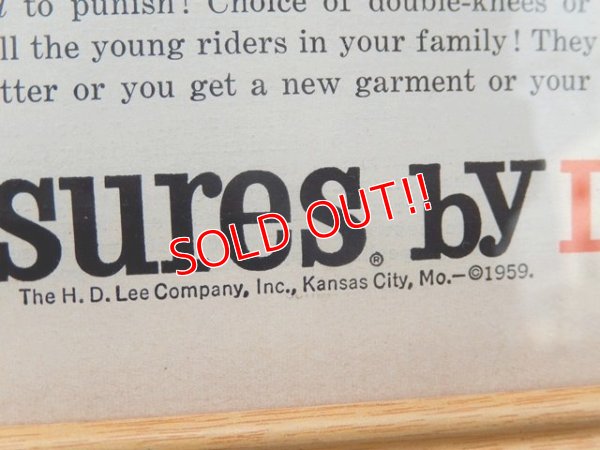 to punish! Choice of double-knees or
ll the young riders in your family! They
tter or you get a new garment or your
sures® by L
SOLD OUT!!
The H. D. Lee Company, Inc., Kansas City, Mo.—©1959.